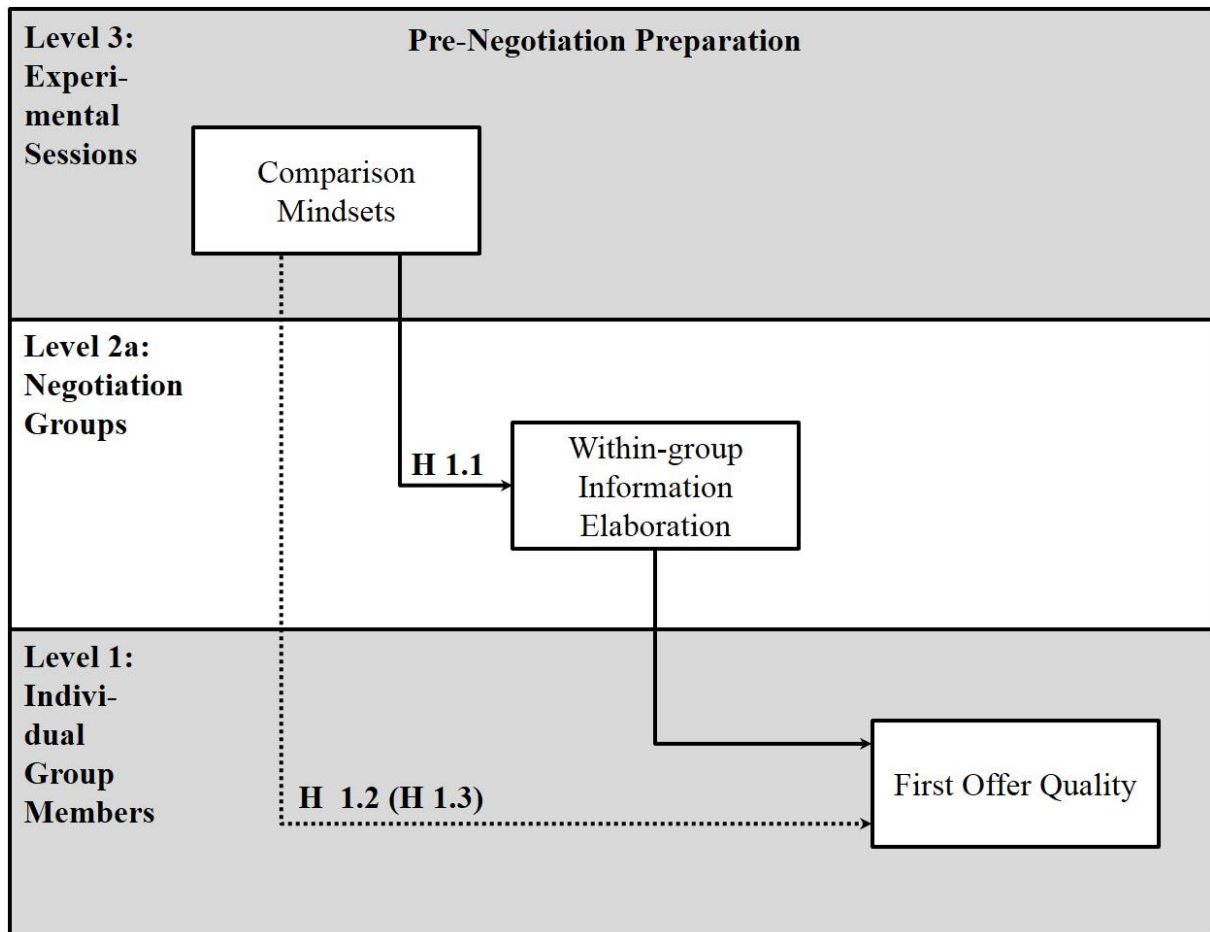 Level 3:
Experi-
mental
Sessions
Pre-Negotiation Preparation
Comparison
Mindsets
Level 2a:
Negotiation
Groups
H 1.1
Within-group
Information
Elaboration
Level 1:
Indivi-
dual
Group
Members
H 1.2 (H 1.3)
First Offer Quality